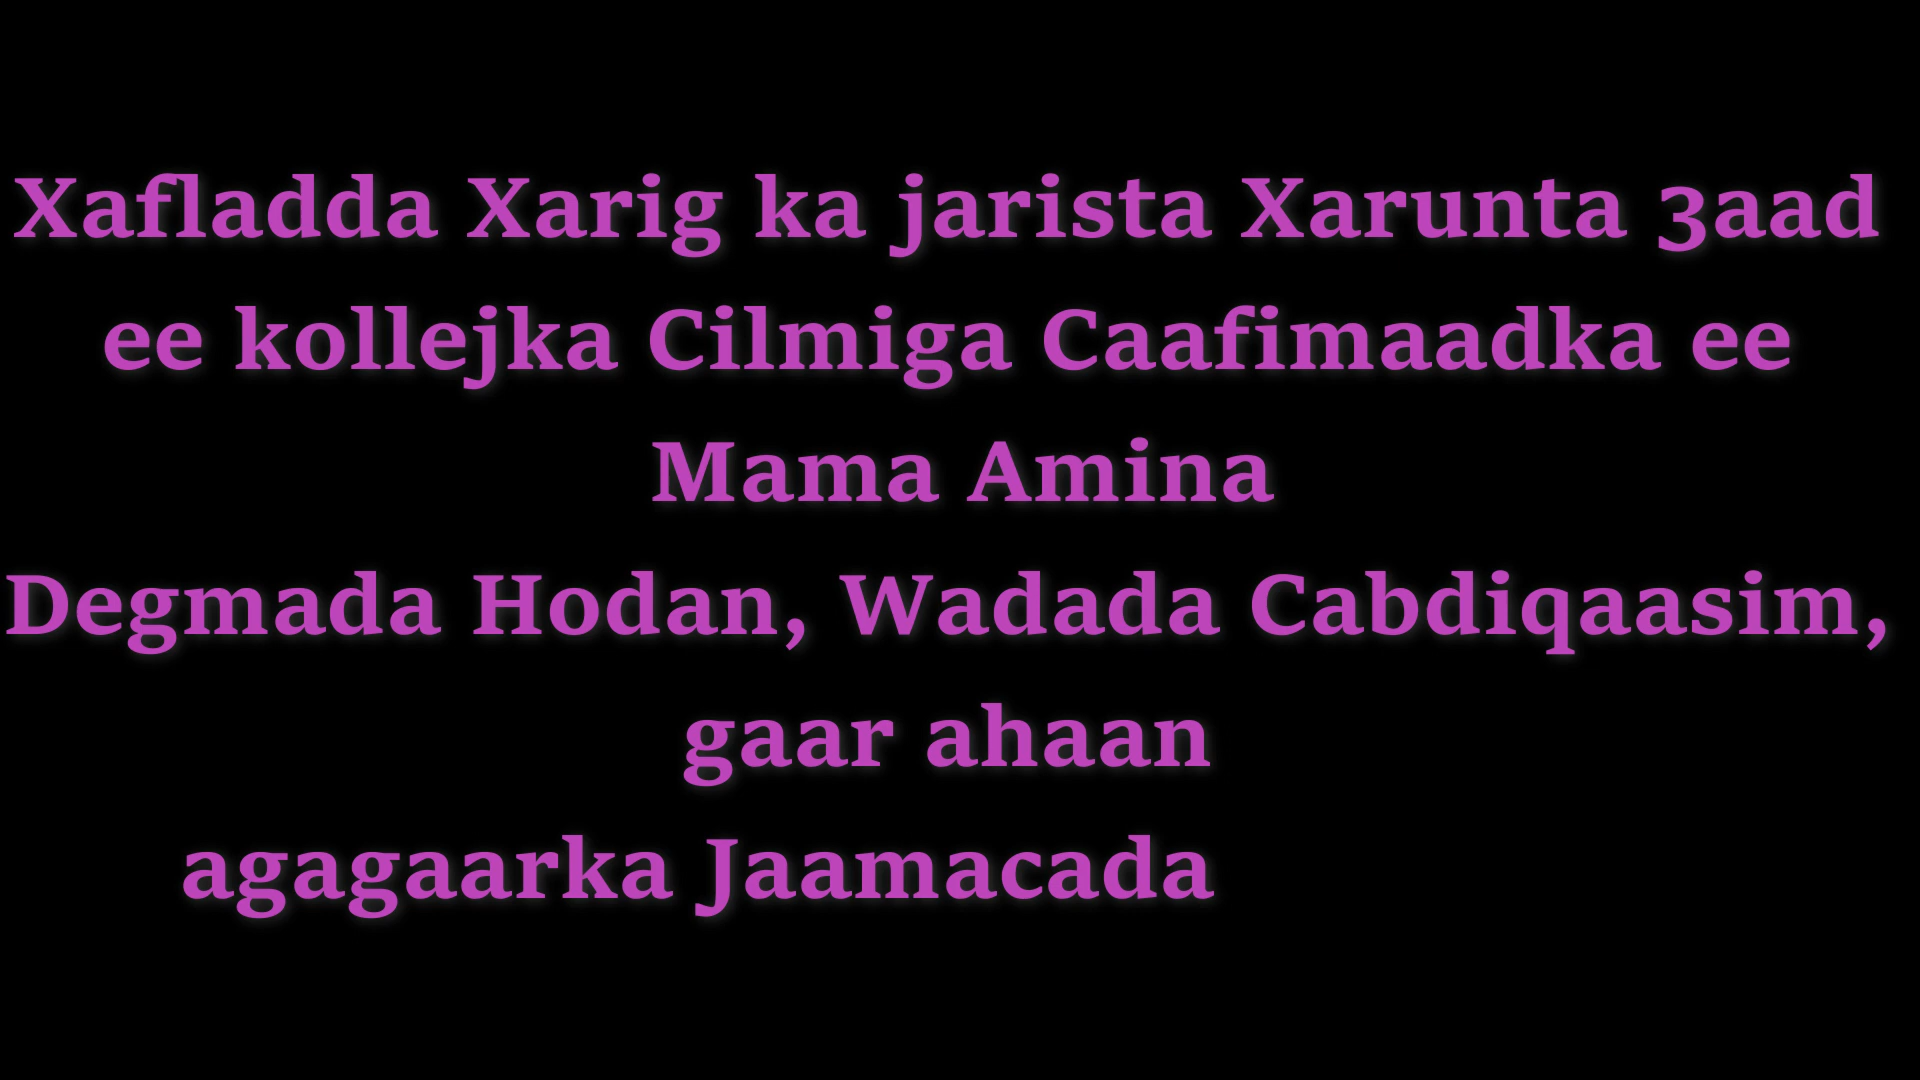 Xafladda Xarig ka jarista Xarunta 3aad
ee kollejka Cilmiga Caafimaadka ee
Mama Amina
Degmada Hodan, Wadada Cabdiqaasim,
gaar ahaan
agagaarka Jaamacada